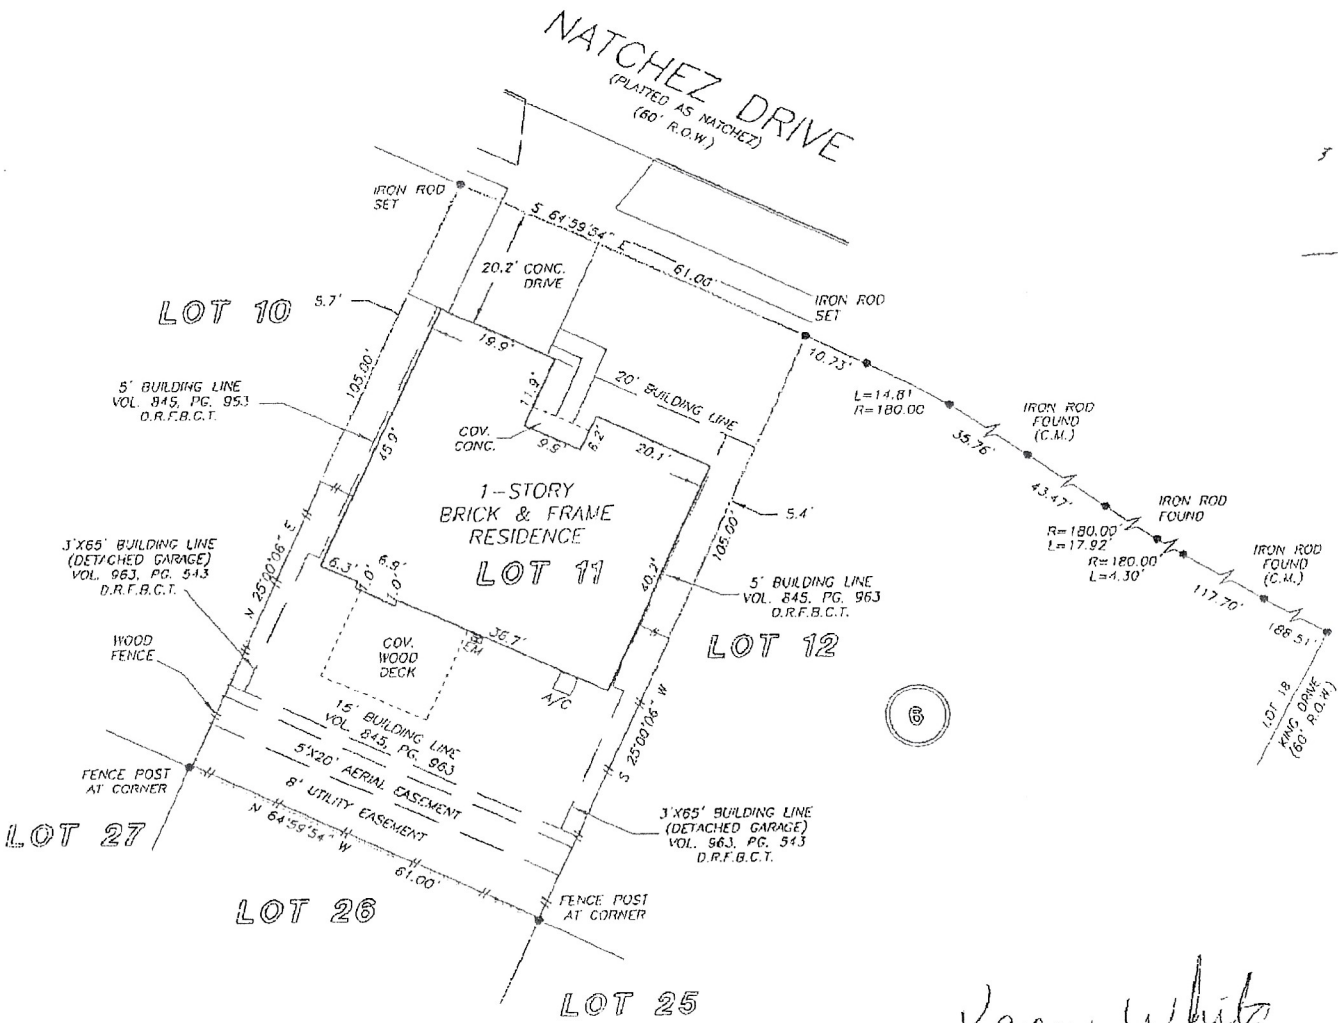 NATCHEZ DRIVE
(PLATTED AS NATCHEZ)
(60' R.O.W.)
IRON ROD
SET
S 64°59'54" E
61.00'
20.2' CONC.
DRIVE
IRON ROD
SET
LOT 10
5.7'
19.9'
10.73'
105.00'
5' BUILDING LINE
VOL. 845, PG. 953
D.R.F.B.C.T.
20' BUILDING LINE
L=14.81
R=180.00
IRON ROD
FOUND
(C.M.)
11.9'
COV.
CONC.
9.9'
6.2'
20.1'
35.76'
45.9'
43.47'
1-STORY
BRICK & FRAME
RESIDENCE
LOT 11
5.4'
105.00'
IRON ROD
FOUND
R=180.00'
L=17.92'
R=180.00'
L=4.30'
IRON ROD
FOUND
(C.M.)
117.70'
188.51'
3'X65' BUILDING LINE
(DETACHED GARAGE)
VOL. 963, PG. 543
D.R.F.B.C.T.
N 25°00'06" E
6.3'
1.0'
6.9'
1.0'
40.2'
5' BUILDING LINE
VOL. 845, PG. 963
D.R.F.B.C.T.
WOOD
FENCE
COV.
WOOD
DECK
EM
36.7'
A/C
LOT 12
6
LOT 18
KING DRIVE
(60' R.O.W.)
S 25°00'06" W
15' BUILDING LINE
VOL. 845, PG. 963
5'X20' AERIAL EASEMENT
8' UTILITY EASEMENT
FENCE POST
AT CORNER
N 64°59'54" W
61.00'
3'X65' BUILDING LINE
(DETACHED GARAGE)
VOL. 963, PG. 543
D.R.F.B.C.T.
LOT 27
LOT 26
FENCE POST
AT CORNER
LOT 25
White